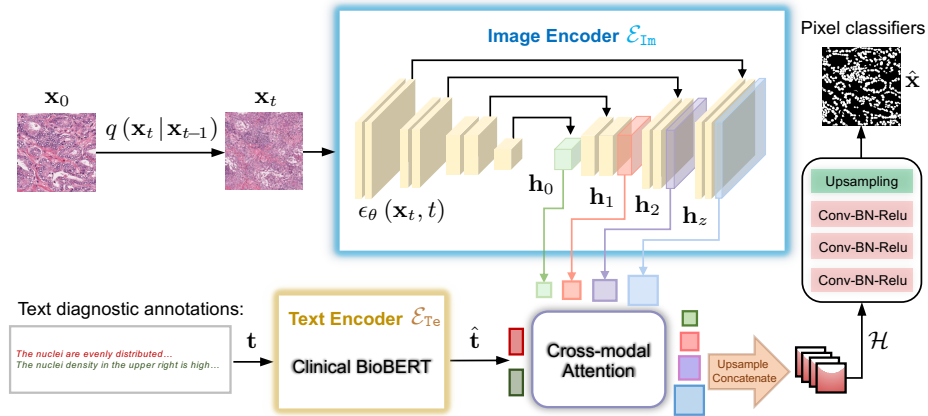 Image Encoder ℰ_Im
Pixel classifiers
x₀
x_t
x̂
q (x_t | x_{t−1})
Upsampling
h₀
h₁
h₂
h_z
ϵ_θ (x_t, t)
Conv-BN-Relu
Conv-BN-Relu
Conv-BN-Relu
Text diagnostic annotations:
Text Encoder ℰ_Te
t
t̂
ℋ
The nuclei are evenly distributed...
The nuclei density in the upper right is high...
Clinical BioBERT
Cross-modal
Attention
Upsample
Concatenate